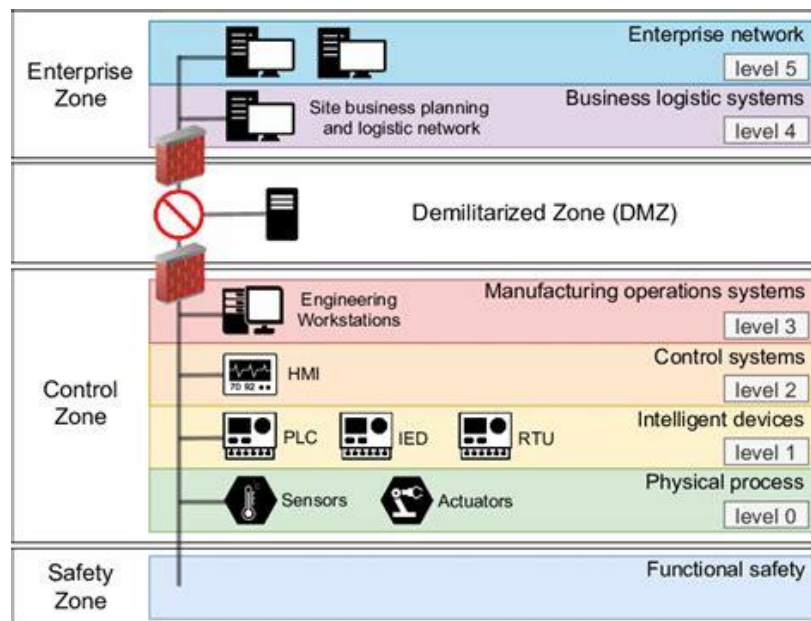 Enterprise
Zone
Enterprise network
level 5
Site business planning
and logistic network
Business logistic systems
level 4
Demilitarized Zone (DMZ)
Control
Zone
Engineering
Workstations
Manufacturing operations systems
level 3
70 92
HMI
Control systems
level 2
PLC
IED
RTU
Intelligent devices
level 1
Sensors
Actuators
Physical process
level 0
Safety
Zone
Functional safety